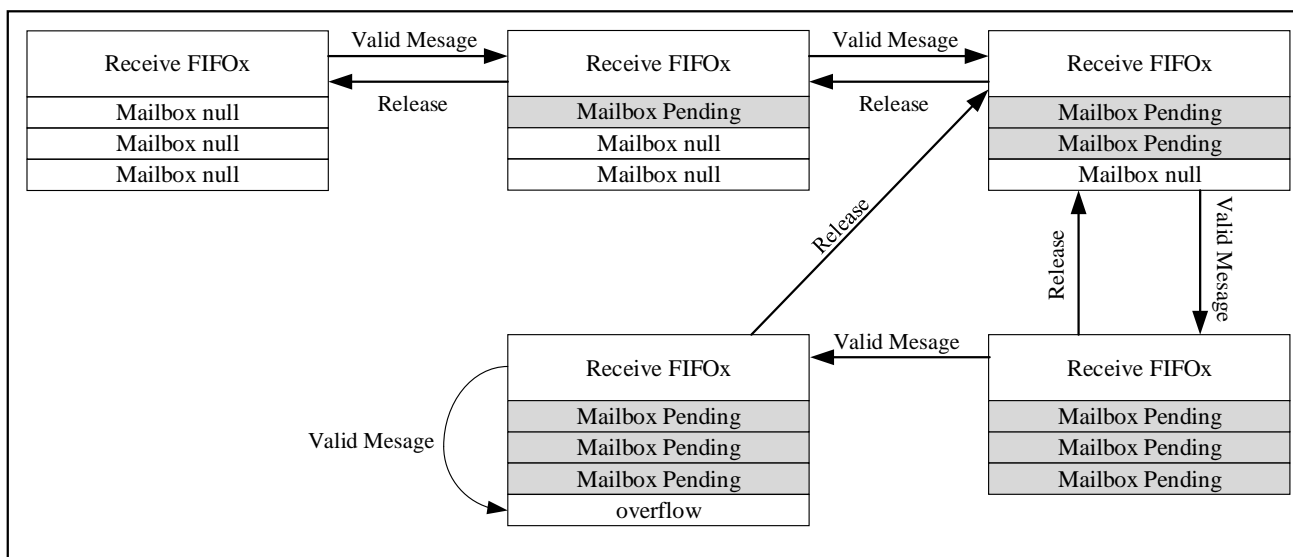 Receive FIFOx
Mailbox null
Mailbox null
Mailbox null
Valid Mesage
Release
Receive FIFOx
Mailbox Pending
Mailbox null
Mailbox null
Valid Mesage
Release
Receive FIFOx
Mailbox Pending
Mailbox Pending
Mailbox null
Release
Release
Valid Mesage
Receive FIFOx
Mailbox Pending
Mailbox Pending
Mailbox Pending
overflow
Valid Mesage
Valid Mesage
Receive FIFOx
Mailbox Pending
Mailbox Pending
Mailbox Pending